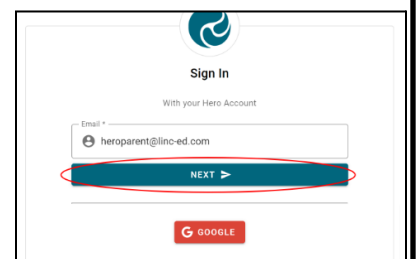 Sign In
With your Hero Account
Email *
heroparent@linc-ed.com
NEXT
GOOGLE